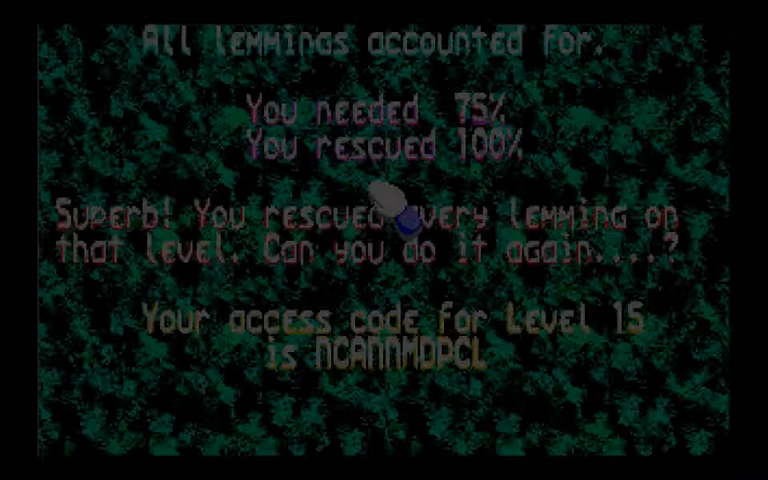 All lemmings accounted for.
You needed 75%
You rescued 100%
Superb! You rescued every lemming on
that level. Can you do it again....?
Your access code for Level 15
is NCANNMDPCL